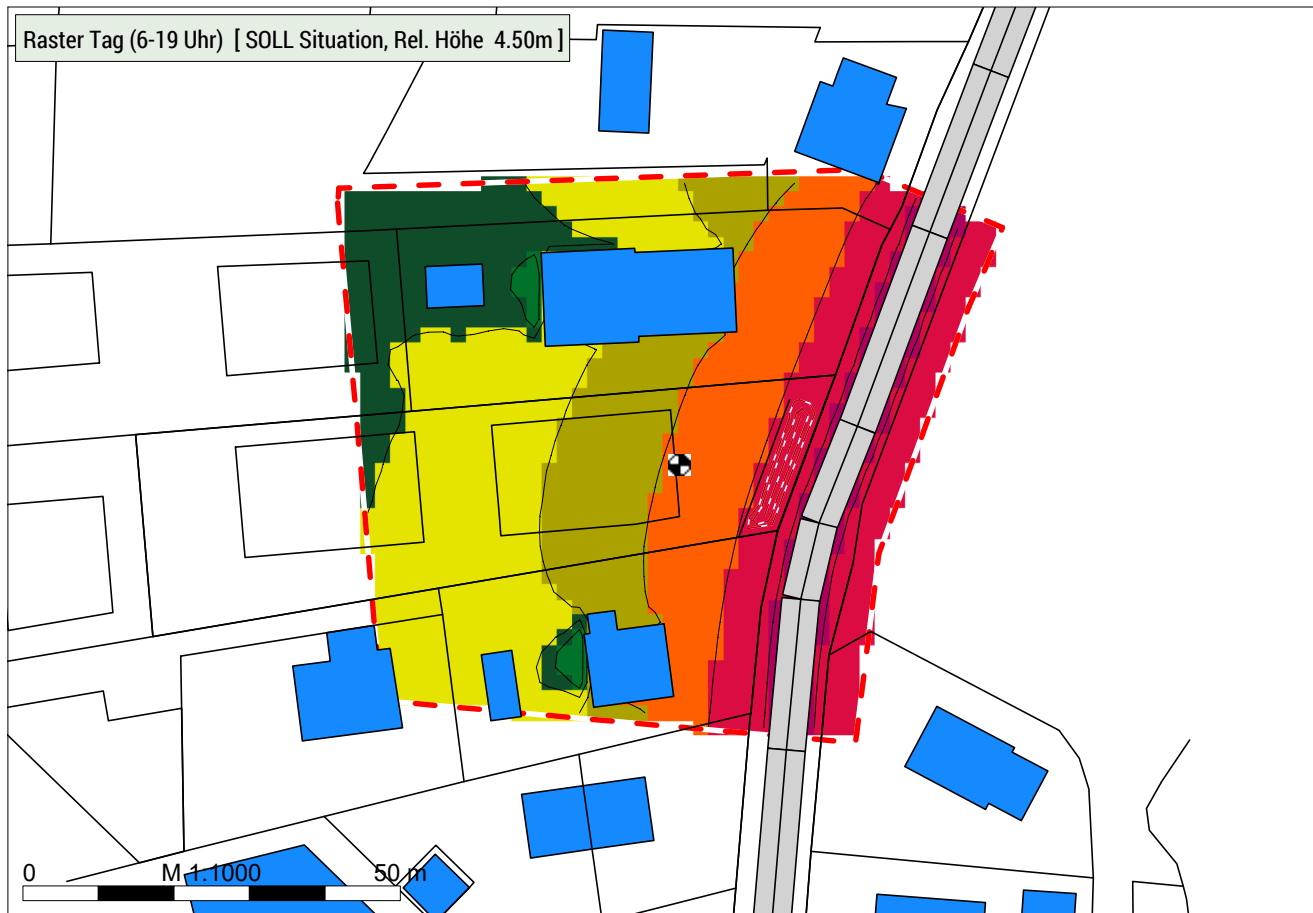 Raster Tag (6-19 Uhr) [ SOLL Situation, Rel. Höhe 4.50m ]
0 M 1:1000 50 m